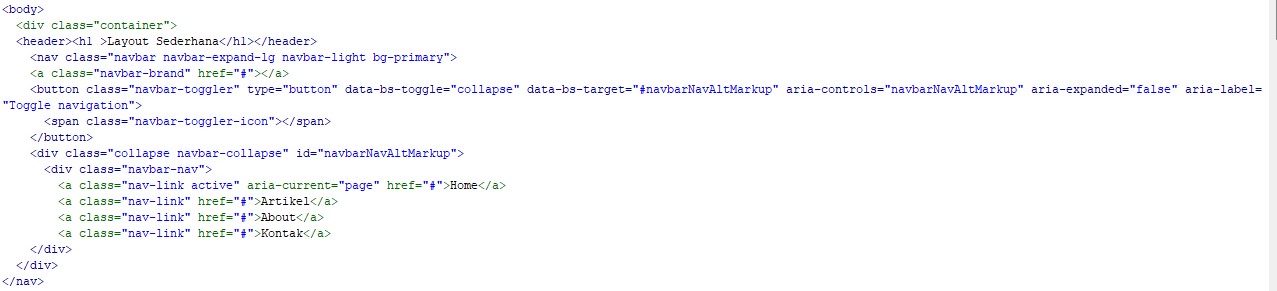 <body>
<div class="container">
<header><h1 >Layout Sederhana</h1></header>
<nav class="navbar navbar-expand-lg navbar-light bg-primary">
<a class="navbar-brand" href="#"></a>
<button class="navbar-toggler" type="button" data-bs-toggle="collapse" data-bs-target="#navbarNavAltMarkup" aria-controls="navbarNavAltMarkup" aria-expanded="false" aria-label=
"Toggle navigation">
<span class="navbar-toggler-icon"></span>
</button>
<div class="collapse navbar-collapse" id="navbarNavAltMarkup">
<div class="navbar-nav">
<a class="nav-link active" aria-current="page" href="#">Home</a>
<a class="nav-link" href="#">Artikel</a>
<a class="nav-link" href="#">About</a>
<a class="nav-link" href="#">Kontak</a>
</div>
</div>
</nav>